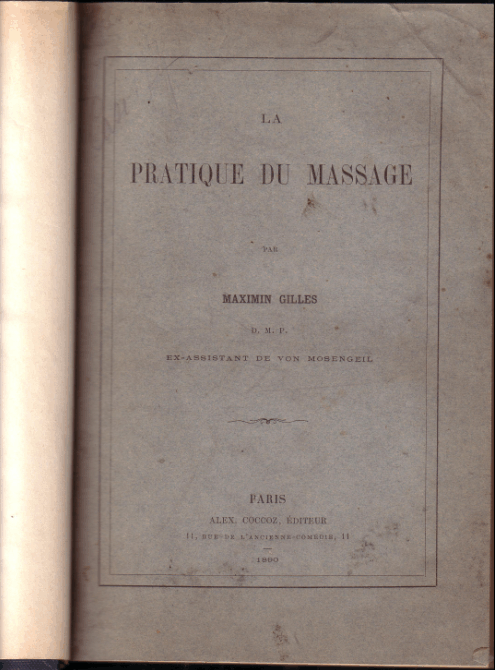 LA
PRATIQUE DU MASSAGE
PAR
MAXIMIN GILLES
D. M. P.
EX-ASSISTANT DE VON MOSENGEIL
PARIS
ALEX. COCCOZ, ÉDITEUR
11, RUE DE L'ANCIENNE-COMÉDIE, 11
1890